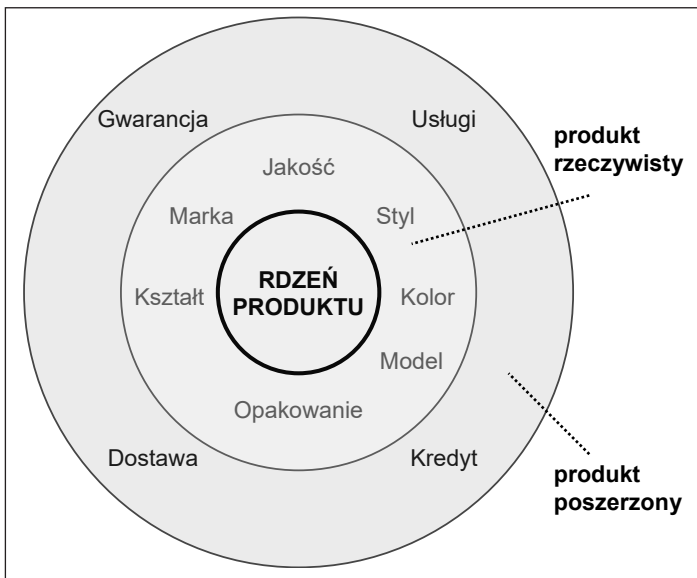 Gwarancja
Usługi
produkt
rzeczywisty
Jakość
Marka
Styl
RDZEŃ
PRODUKTU
Kształt
Kolor
Model
Opakowanie
Dostawa
Kredyt
produkt
poszerzony